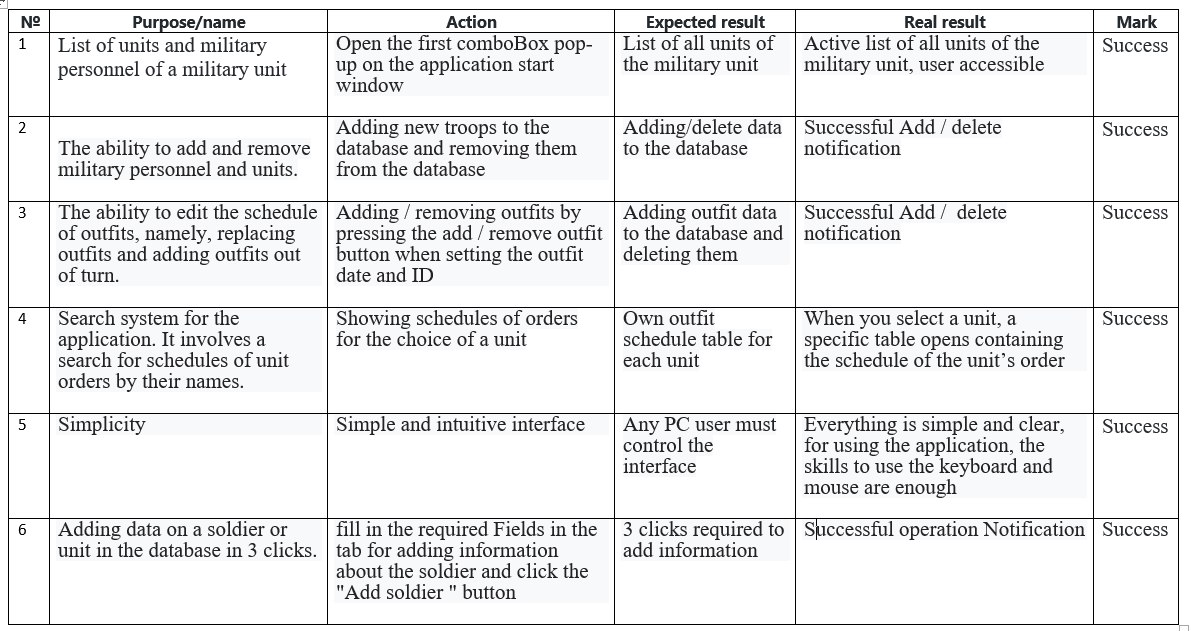 № Purpose/name Action Expected result Real result Mark
1
List of units and military
personnel of a military unit
Open the first comboBox pop-
up on the application start
window
List of all units of
the military unit
Active list of all units of the
military unit, user accessible
Success
2
The ability to add and remove
military personnel and units.
Adding new troops to the
database and removing them
from the database
Adding/delete data
to the database
Successful Add / delete
notification
Success
3
The ability to edit the schedule
of outfits, namely, replacing
outfits and adding outfits out
of turn.
Adding / removing outfits by
pressing the add / remove outfit
button when setting the outfit
date and ID
Adding outfit data
to the database and
deleting them
Successful Add /  delete
notification
Success
4
Search system for the
application. It involves a
search for schedules of unit
orders by their names.
Showing schedules of orders
for the choice of a unit
Own outfit
schedule table for
each unit
When you select a unit, a
specific table opens containing
the schedule of the unit’s order
Success
5
Simplicity
Simple and intuitive interface
Any PC user must
control the
interface
Everything is simple and clear,
for using the application, the
skills to use the keyboard and
mouse are enough
Success
6
Adding data on a soldier or
unit in the database in 3 clicks.
fill in the required Fields in the
tab for adding information
about the soldier and click the
"Add soldier " button
3 clicks required to
add information
Successful operation Notification
Success